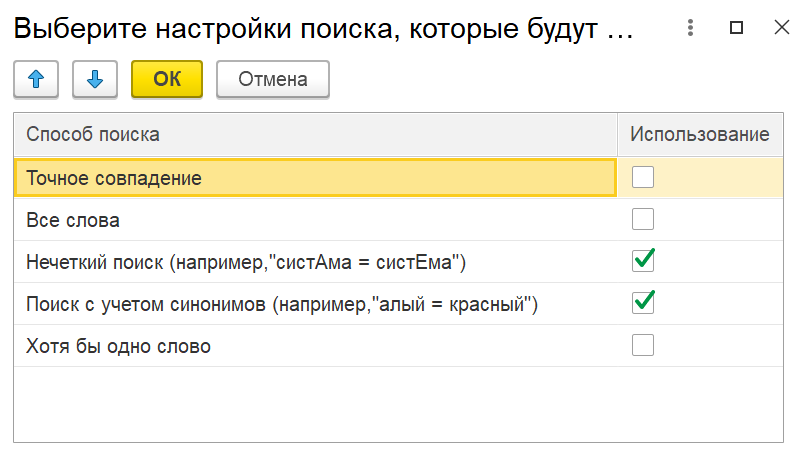 Выберите настройки поиска, которые будут ...
ОК Отмена
Способ поиска Использование
Точное совпадение
Все слова
Нечеткий поиск (например,"систАма = систЕма")
Поиск с учетом синонимов (например,"алый = красный")
Хотя бы одно слово